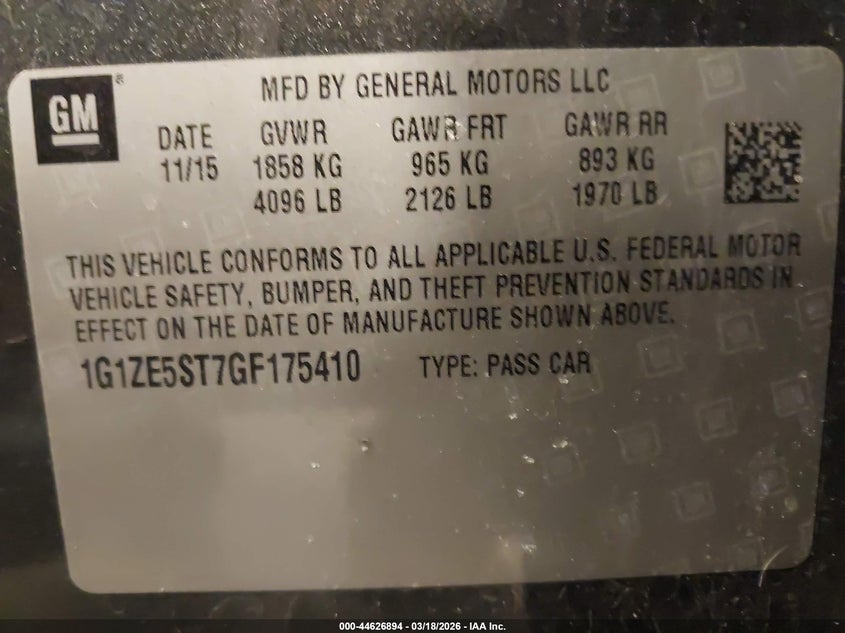 GM®
MFD BY GENERAL MOTORS LLC
DATE GVWR GAWR FRT GAWR RR
11/15 1858 KG 965 KG 893 KG
4096 LB 2126 LB 1970 LB
THIS VEHICLE CONFORMS TO ALL APPLICABLE U.S. FEDERAL MOTOR
VEHICLE SAFETY, BUMPER, AND THEFT PREVENTION STANDARDS IN
EFFECT ON THE DATE OF MANUFACTURE SHOWN ABOVE.
1G1ZE5ST7GF175410 TYPE: PASS CAR
000-44626894 - 03/18/2026 - IAA Inc.